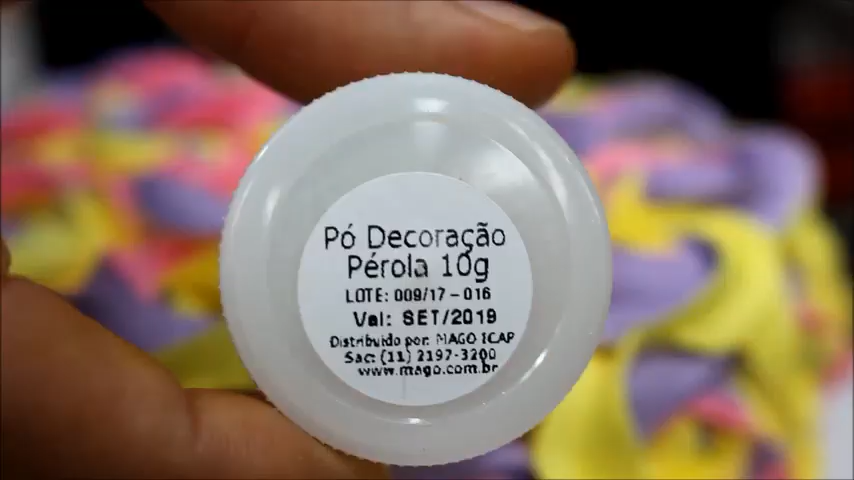 Pó Decoração
Pérola 10g
LOTE: 009/17-016
Val: SET/2019
Distribuido por: MAGO ICAP
Sac: (11) 2197-3200
www.mago.com.br